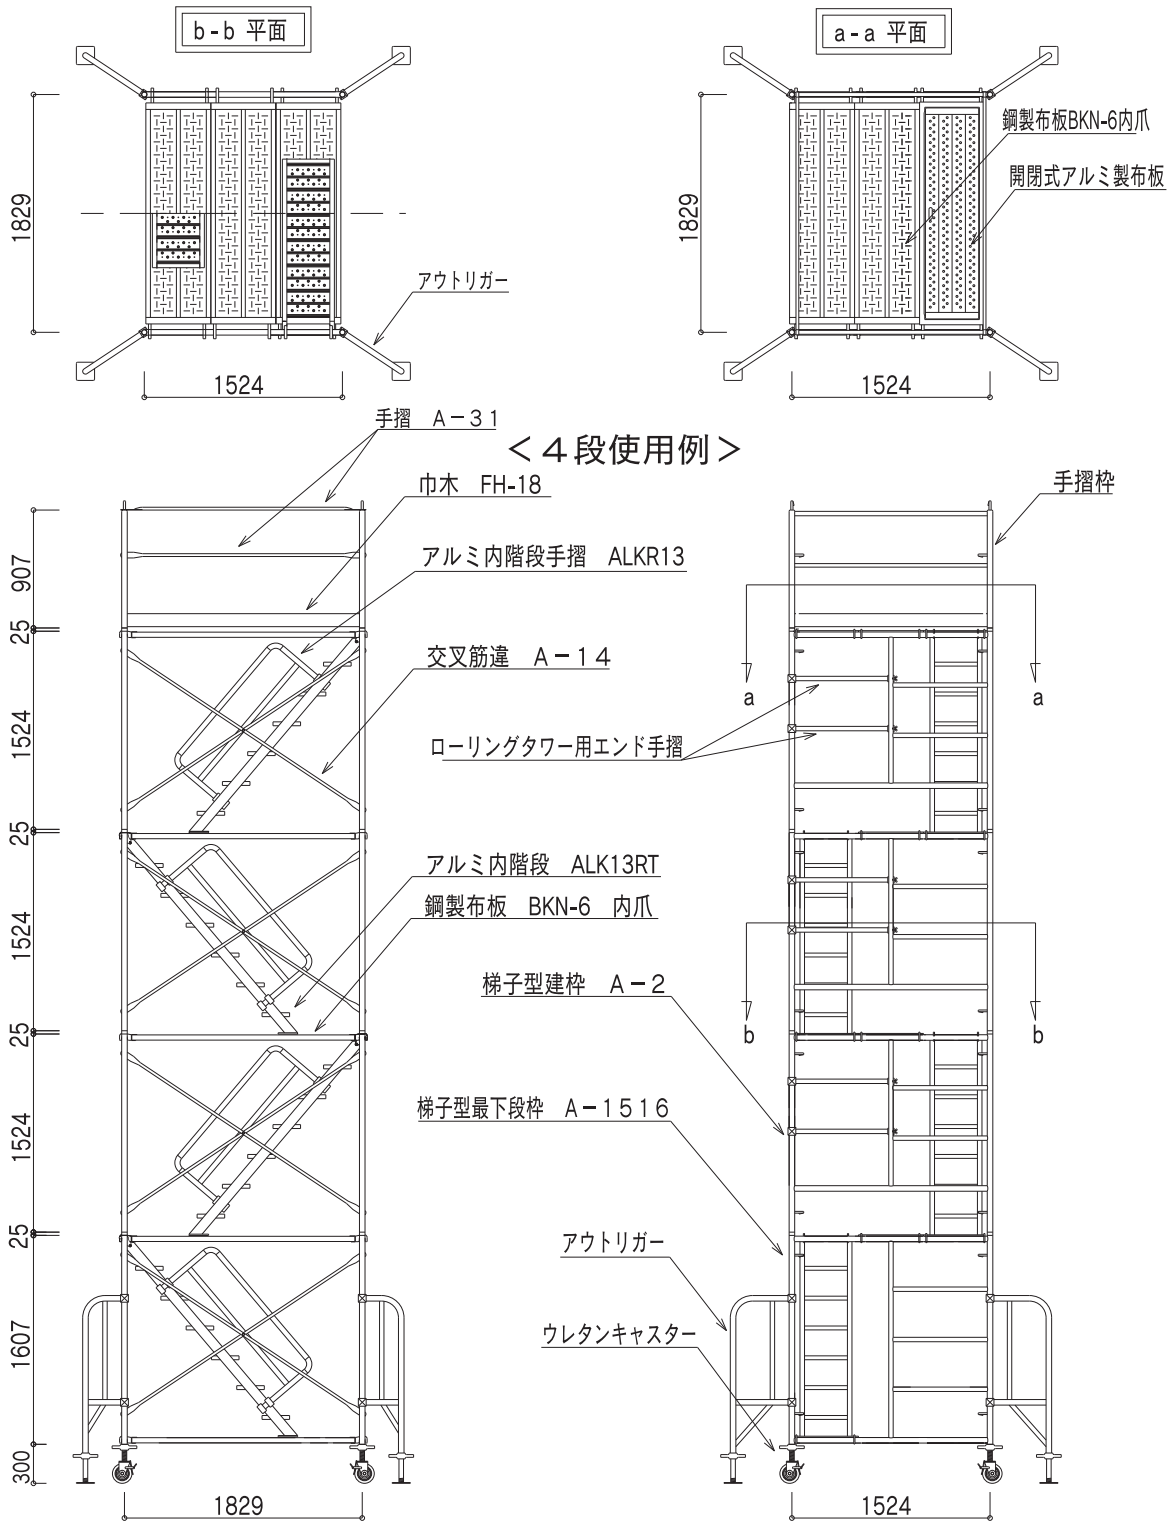 b-b 平面
a-a 平面
1829
1524
アウトリガー
1829
1524
鋼製布板BKN-6内爪
開閉式アルミ製布板
<4段使用例>
手摺 A-31
巾木 FH-18
アルミ内階段手摺 ALKR13
交叉筋違 A-14
ローリングタワー用エンド手摺
アルミ内階段 ALK13RT
鋼製布板 BKN-6 内爪
梯子型建枠 A-2
梯子型最下段枠 A-1516
アウトリガー
ウレタンキャスター
手摺枠
907
25
1524
25
1524
25
1524
25
1607
300
1829
a
a
b
b
1524